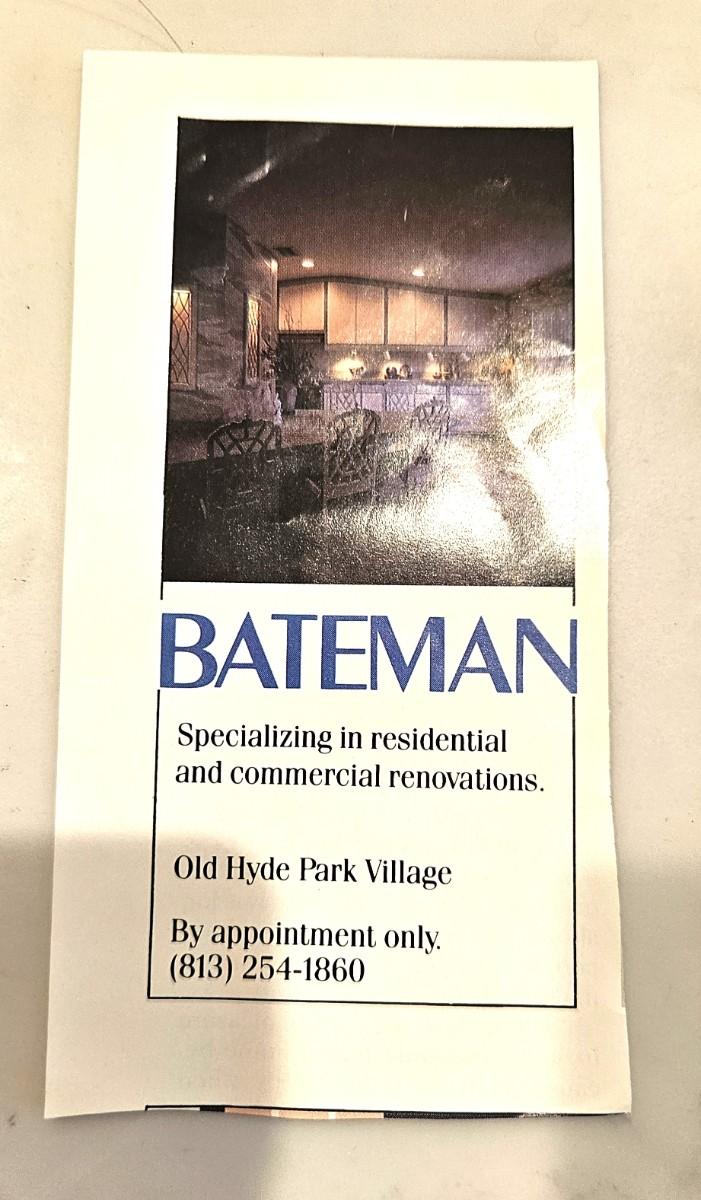 BATEMAN
Specializing in residential
and commercial renovations.
Old Hyde Park Village
By appointment only.
(813) 254-1860